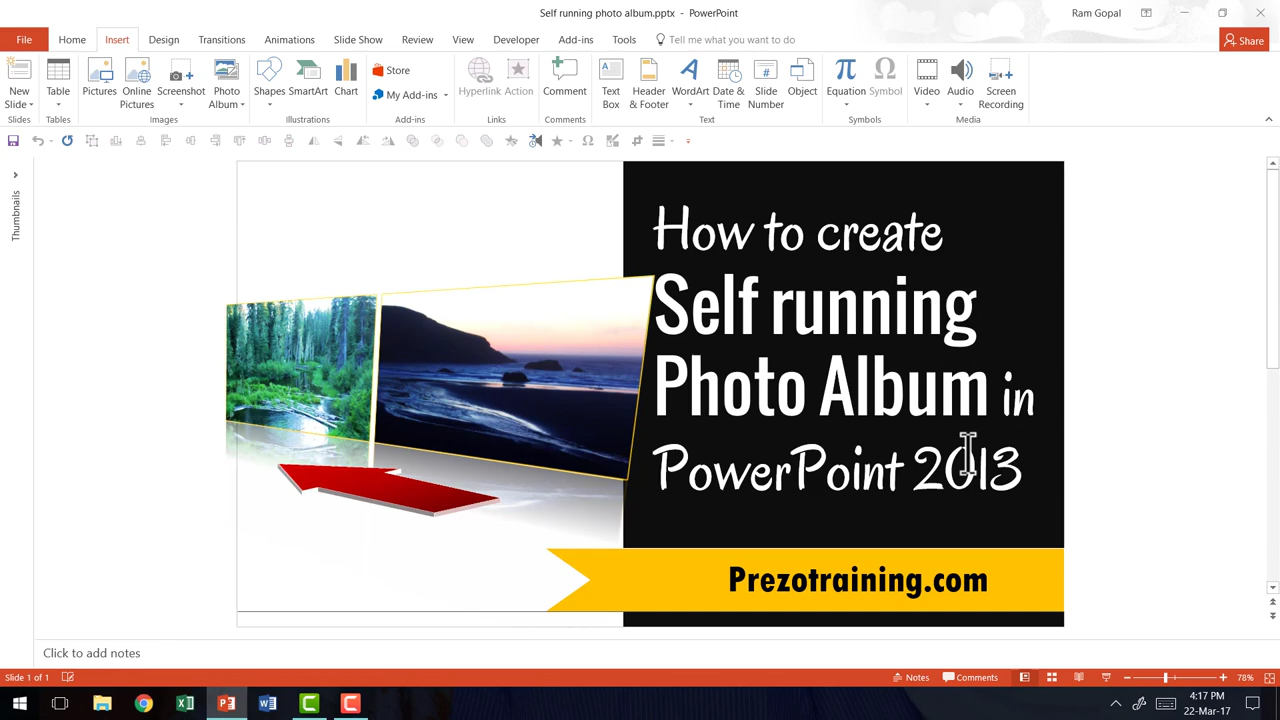 Self running photo album.pptx - PowerPoint
Ram Gopal
File Home Insert Design Transitions Animations Slide Show Review View Developer Add-ins Tools Tell me what you want to do Share
New Slide
Table
Pictures
Online Pictures
Screenshot
Photo Album
Shapes
SmartArt
Chart
Store
My Add-ins
Hyperlink
Action
Comment
Text Box
Header & Footer
WordArt
Date & Time
Slide Number
Object
Equation
Symbol
Video
Audio
Screen Recording
Slides Tables Images Illustrations Add-ins Links Comments Text Symbols Media
Thumbnails
How to create
Self running
Photo Album in
PowerPoint 2013
Prezotraining.com
Click to add notes
Slide 1 of 1
Notes Comments 78%
4:17 PM
22-Mar-17